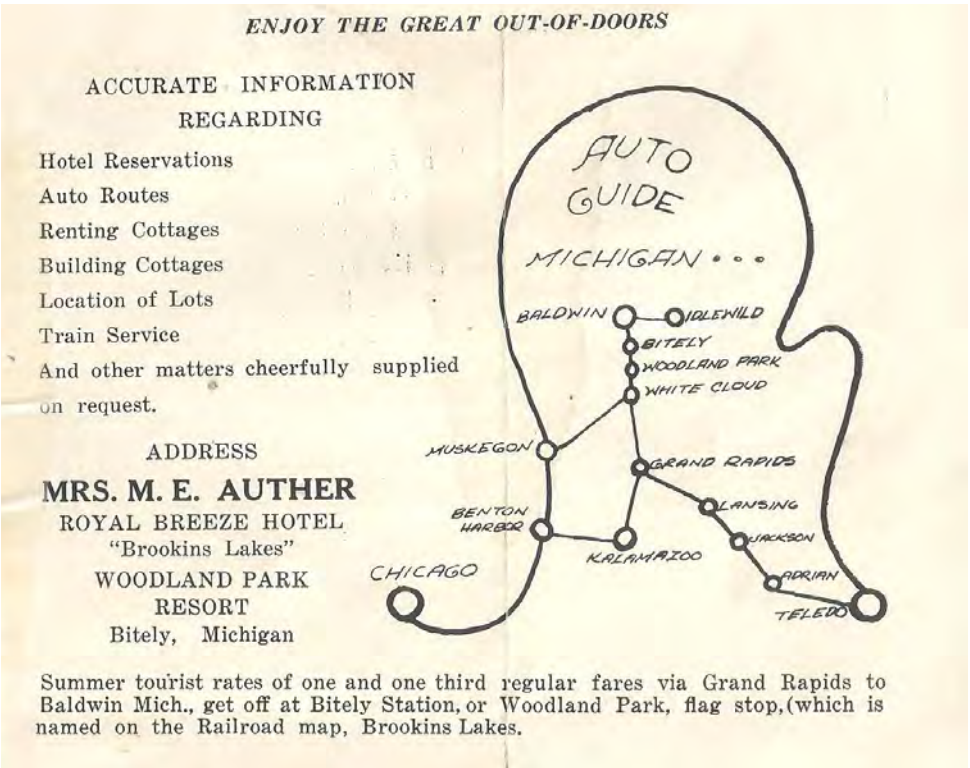 ENJOY THE GREAT OUT-OF-DOORS
ACCURATE INFORMATION
REGARDING
Hotel Reservations
Auto Routes
Renting Cottages
Building Cottages
Location of Lots
Train Service
And other matters cheerfully supplied
on request.
ADDRESS
MRS. M. E. AUTHER
ROYAL BREEZE HOTEL
"Brookins Lakes"
WOODLAND PARK
RESORT
Bitely, Michigan
AUTO
GUIDE
MICHIGAN...
BALDWIN
IDLEWILD
BITELY
WOODLAND PARK
WHITE CLOUD
MUSKEGON
GRAND RAPIDS
LANSING
BENTON
HARBOR
JACKSON
KALAMAZOO
CHICAGO
ADRIAN
TELEDO
Summer tourist rates of one and one third regular fares via Grand Rapids to
Baldwin Mich., get off at Bitely Station, or Woodland Park, flag stop, (which is
named on the Railroad map, Brookins Lakes.